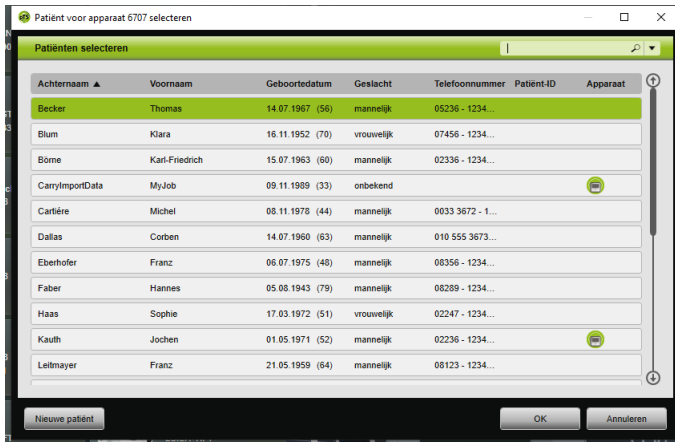 ergo Patiënt voor apparaat 6707 selecteren
Patiënten selecteren
Achternaam ▲ Voornaam Geboortedatum Geslacht Telefoonnummer Patiënt-ID Apparaat
Becker Thomas 14.07.1967 (56) mannelijk 05236 - 1234...
Blum Klara 16.11.1952 (70) vrouwelijk 07456 - 1234...
Börne Karl-Friedrich 15.07.1963 (60) mannelijk 02336 - 1234...
CarryImportData MyJob 09.11.1989 (33) onbekend
Cartiére Michel 08.11.1978 (44) mannelijk 0033 3672 - 1...
Dallas Corben 14.07.1960 (63) mannelijk 010 555 3673...
Eberhofer Franz 06.07.1975 (48) mannelijk 08356 - 1234...
Faber Hannes 05.08.1943 (79) mannelijk 08289 - 1234...
Haas Sophie 17.03.1972 (51) vrouwelijk 02247 - 1234...
Kauth Jochen 01.05.1971 (52) mannelijk 02236 - 1234...
Leitmayer Franz 21.05.1959 (64) mannelijk 08123 - 1234...
Nieuwe patiënt OK Annuleren